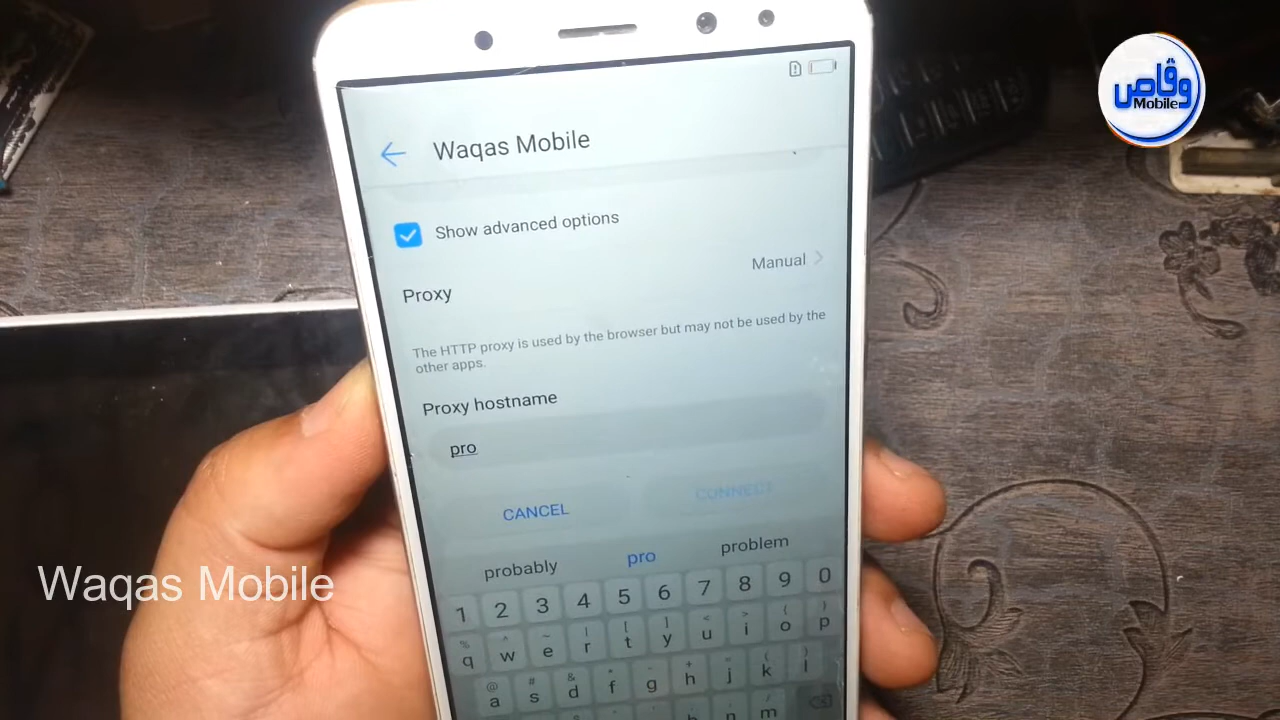 وقاص
Mobile
Waqas Mobile
Show advanced options
Proxy
Manual
The HTTP proxy is used by the browser but may not be used by the
other apps.
Proxy hostname
pro
CANCEL
CONNECT
probably
pro
problem
1 2 3 4 5 6 7 8 9 0
% ^ ~ | [ ] < > { }
q w e r t y u i o p
@ # & * - + = ( )
a s d f g h j k l
b n m
Waqas Mobile